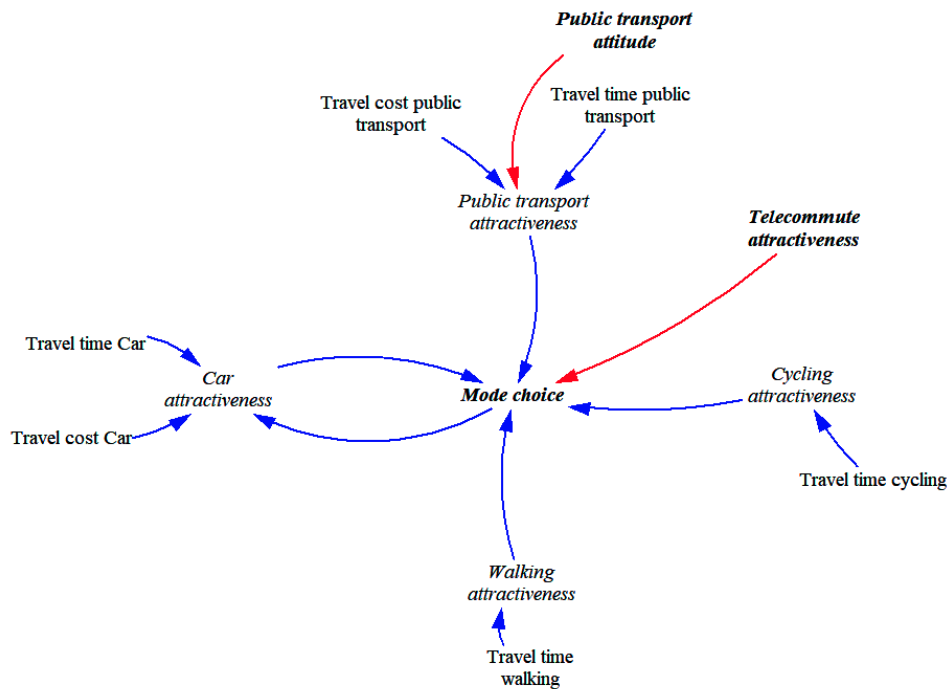 Public transport
attitude
Travel cost public
transport
Travel time public
transport
Public transport
attractiveness
Telecommute
attractiveness
Travel time Car
Car
attractiveness
Travel cost Car
Mode choice
Cycling
attractiveness
Travel time cycling
Walking
attractiveness
Travel time
walking